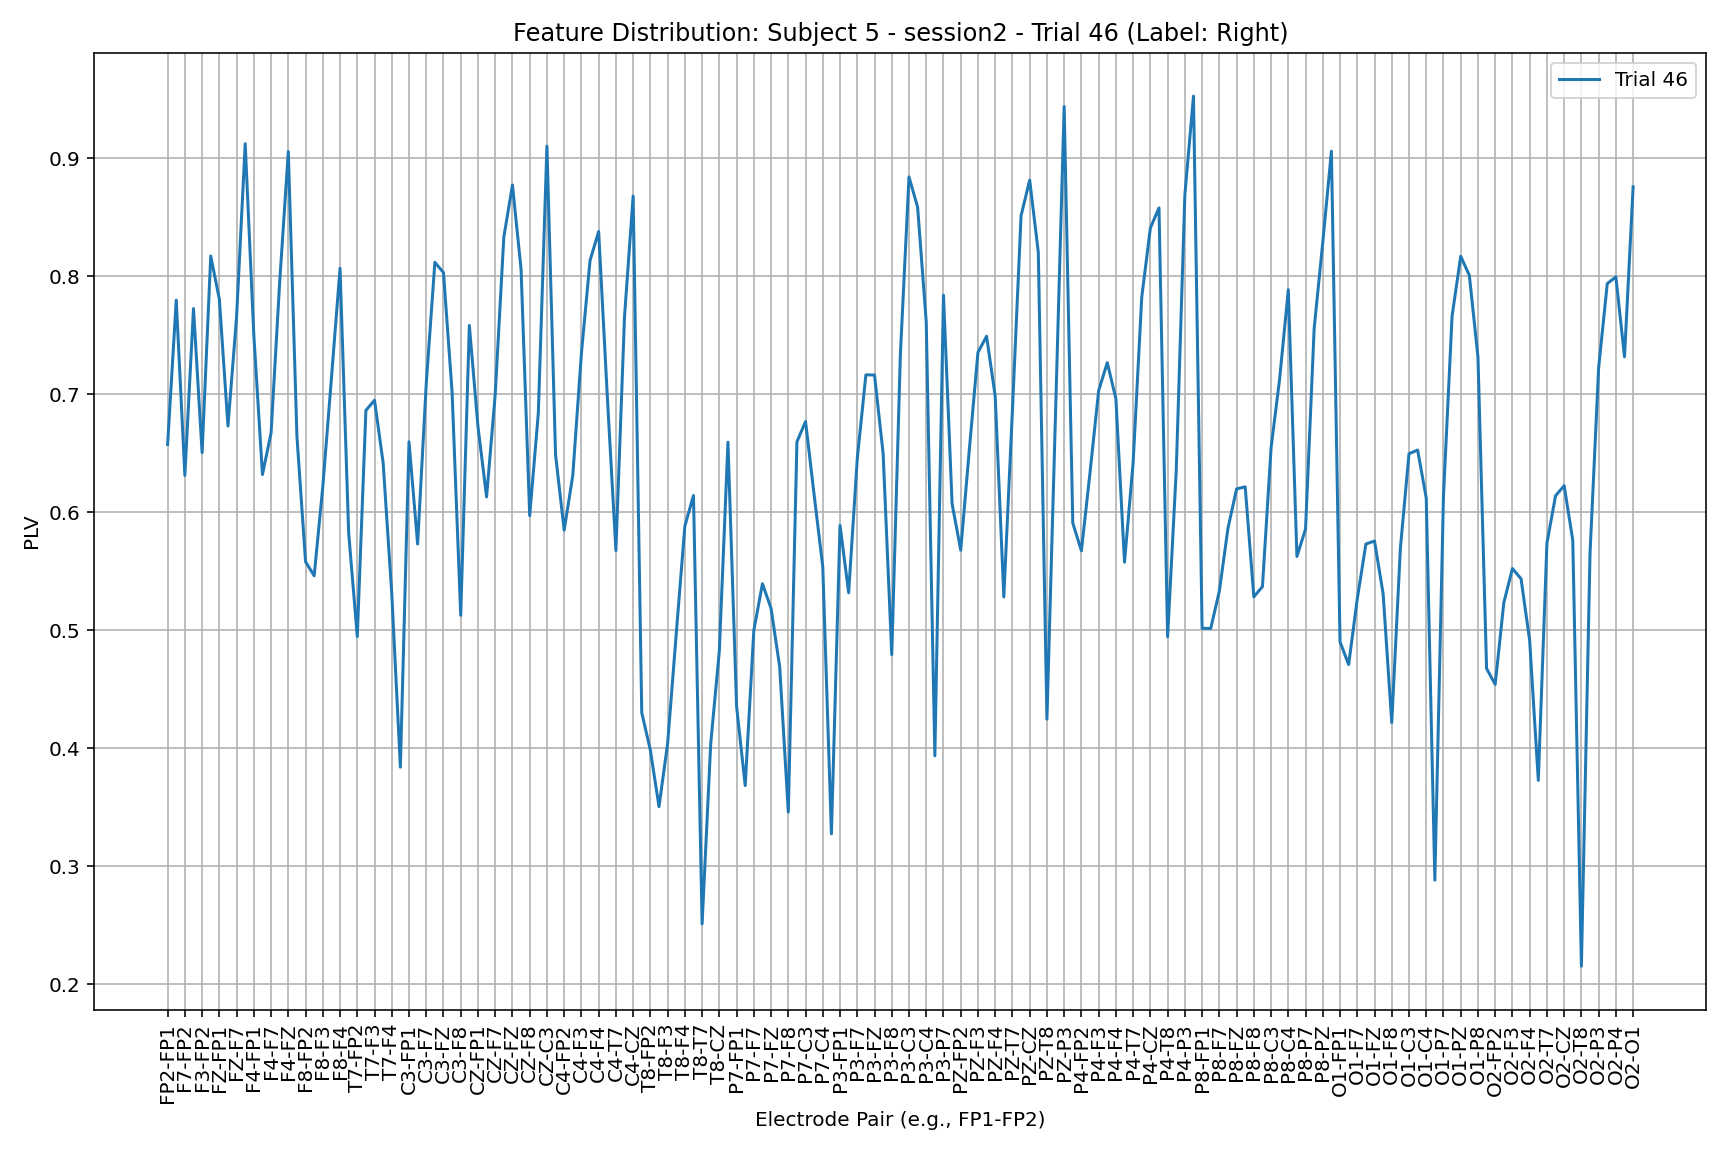 Feature Distribution: Subject 5 - session2 - Trial 46 (Label: Right)
Trial 46
PLV
0.9
0.8
0.7
0.6
0.5
0.4
0.3
0.2
FP2-FP1
F7-FP2
F3-FP2
FZ-FP1
FZ-F7
F4-FP1
F4-F7
F4-FZ
F8-FP2
F8-F3
F8-F4
T7-FP2
T7-F3
T7-F4
C3-FP1
C3-F7
C3-FZ
C3-F8
CZ-FP1
CZ-F7
CZ-FZ
CZ-F8
CZ-C3
C4-FP2
C4-F3
C4-F4
C4-T7
C4-CZ
T8-FP2
T8-F3
T8-F4
T8-T7
T8-CZ
P7-FP1
P7-F7
P7-FZ
P7-F8
P7-C3
P7-C4
P3-FP1
P3-F7
P3-FZ
P3-F8
P3-C3
P3-C4
P3-P7
PZ-FP2
PZ-F3
PZ-F4
PZ-T7
PZ-CZ
PZ-T8
PZ-P3
P4-FP2
P4-F3
P4-F4
P4-T7
P4-CZ
P4-T8
P4-P3
P8-FP1
P8-F7
P8-FZ
P8-F8
P8-C3
P8-C4
P8-P7
P8-PZ
O1-FP1
O1-F7
O1-FZ
O1-F8
O1-C3
O1-C4
O1-P7
O1-PZ
O1-P8
O2-FP2
O2-F3
O2-F4
O2-T7
O2-CZ
O2-T8
O2-P3
O2-P4
O2-O1
Electrode Pair (e.g., FP1-FP2)